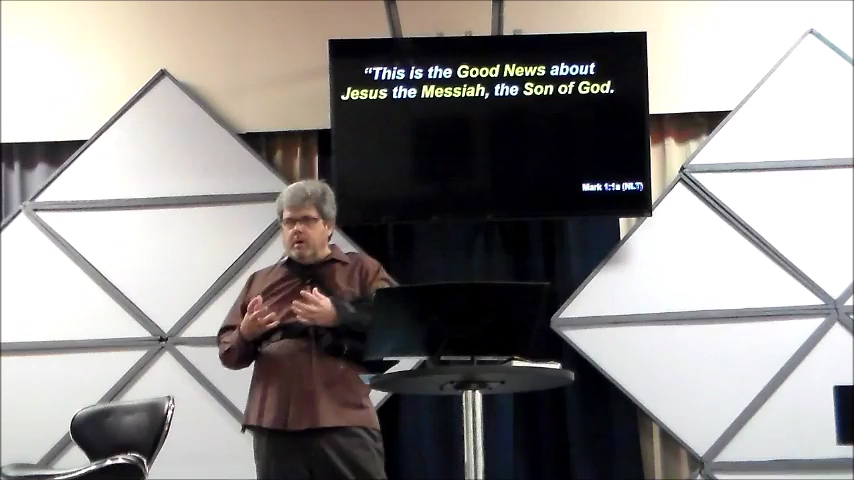 “This is the Good News about
Jesus the Messiah, the Son of God.
Mark 1:1a (NLT)